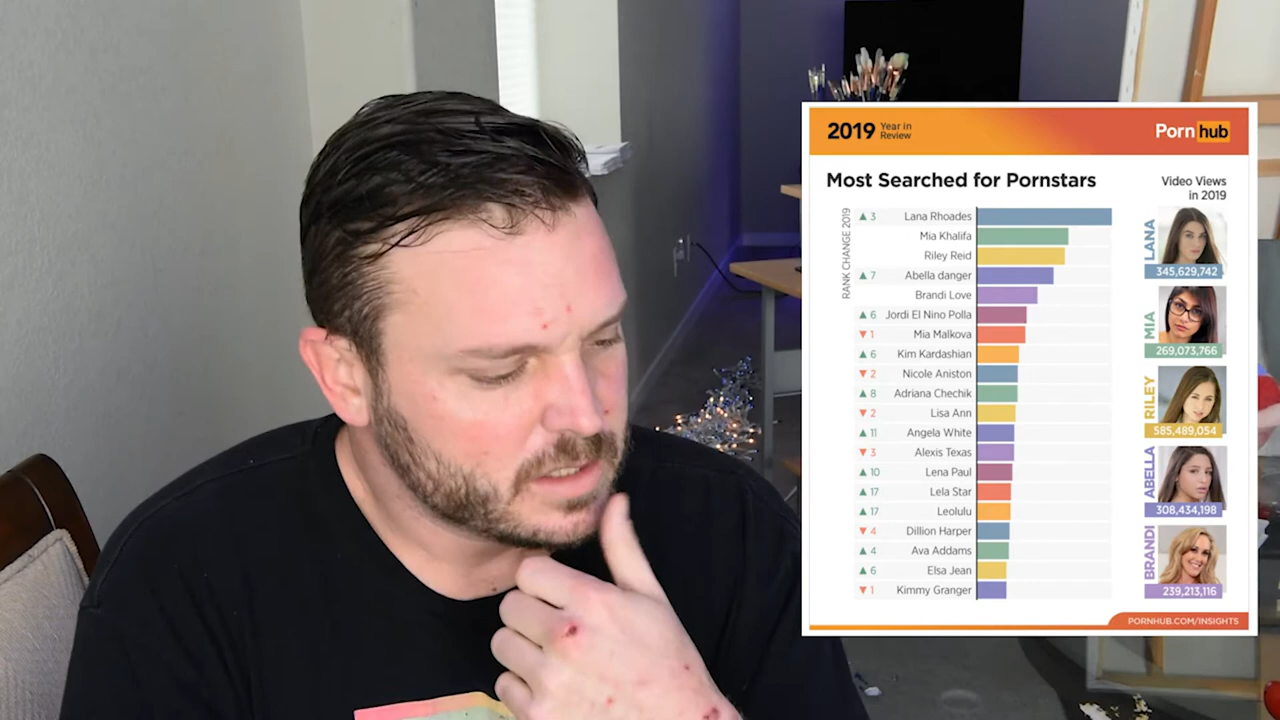 2019 Year in Review
Porn hub
Most Searched for Pornstars
Video Views in 2019
RANK CHANGE 2019
▲ 3 Lana Rhoades
Mia Khalifa
Riley Reid
▲ 7 Abella danger
Brandi Love
▲ 6 Jordi El Nino Polla
▼ 1 Mia Malkova
▲ 6 Kim Kardashian
▼ 2 Nicole Aniston
▲ 8 Adriana Chechik
▼ 2 Lisa Ann
▲ 11 Angela White
▼ 3 Alexis Texas
▲ 10 Lena Paul
▲ 17 Lela Star
▲ 17 Leolulu
▼ 4 Dillion Harper
▲ 4 Ava Addams
▲ 6 Elsa Jean
▼ 1 Kimmy Granger
LANA
345,629,742
MIA
269,073,766
RILEY
585,489,054
ABELLA
308,434,198
BRANDI
239,213,116
PORNHUB.COM/INSIGHTS